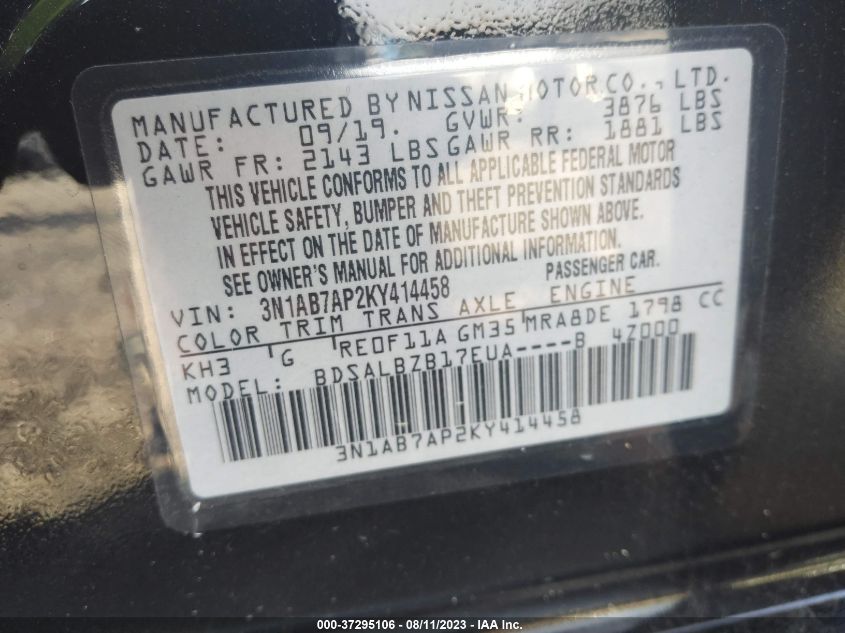 MANUFACTURED BY NISSAN MOTOR CO., LTD.
DATE: 09/19. GVWR: 3876 LBS
GAWR FR: 2143 LBS GAWR RR: 1881 LBS
THIS VEHICLE CONFORMS TO ALL APPLICABLE FEDERAL MOTOR
VEHICLE SAFETY, BUMPER AND THEFT PREVENTION STANDARDS
IN EFFECT ON THE DATE OF MANUFACTURE SHOWN ABOVE.
SEE OWNER'S MANUAL FOR ADDITIONAL INFORMATION.
VIN: 3N1AB7AP2KY414458 PASSENGER CAR.
COLOR TRIM TRANS AXLE ENGINE
KH3 G RE0F11A GM35 MRA8DE 1798 CC
MODEL: BDSALBZB17EUA----B 4Z000
3N1AB7AP2KY414458
000-37295106 - 08/11/2023 - IAA Inc.